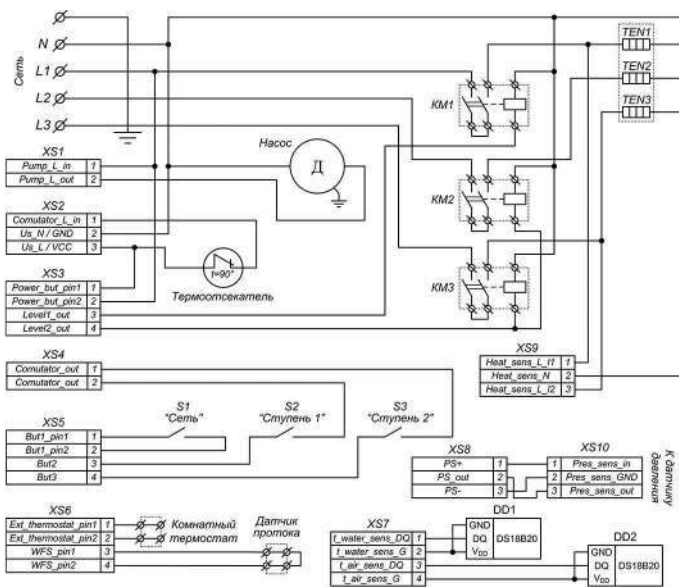 Сеть
N
L1
L2
L3
TEN1
TEN2
TEN3
KM1
KM2
KM3
Насос
Д
XS1
Pump_L_in 1
Pump_L_out 2
XS2
Comutator_L_in 1
Us_N / GND 2
Us_L / VCC 3
t=90°
Термоотсекатель
XS3
Power_but_pin1 1
Power_but_pin2 2
Level1_out 3
Level2_out 4
XS9
Heat_sens_L_l1 1
Heat_sens_N 2
Heat_sens_L_l2 3
XS4
Comutator_out 1
Comutator_out 2
S1
"Сеть"
S2
"Ступень 1"
S3
"Ступень 2"
XS5
But1_pin1 1
But1_pin2 2
But2 3
But3 4
XS8
PS+ 1
PS_out 2
PS- 3
XS10
1 Pres_sens_in
2 Pres_sens_GND
3 Pres_sens_out
К датчику
давления
XS6
Ext_thermostat_pin1 1
Ext_thermostat_pin2 2
WFS_pin1 3
WFS_pin2 4
Комнатный
термостат
Датчик
протока
XS7
t_water_sens_DQ 1
t_water_sens_G 2
t_air_sens_DQ 3
t_air_sens_G 4
DD1
GND
DQ
VDD
DS18B20
DD2
GND
DQ
VDD
DS18B20